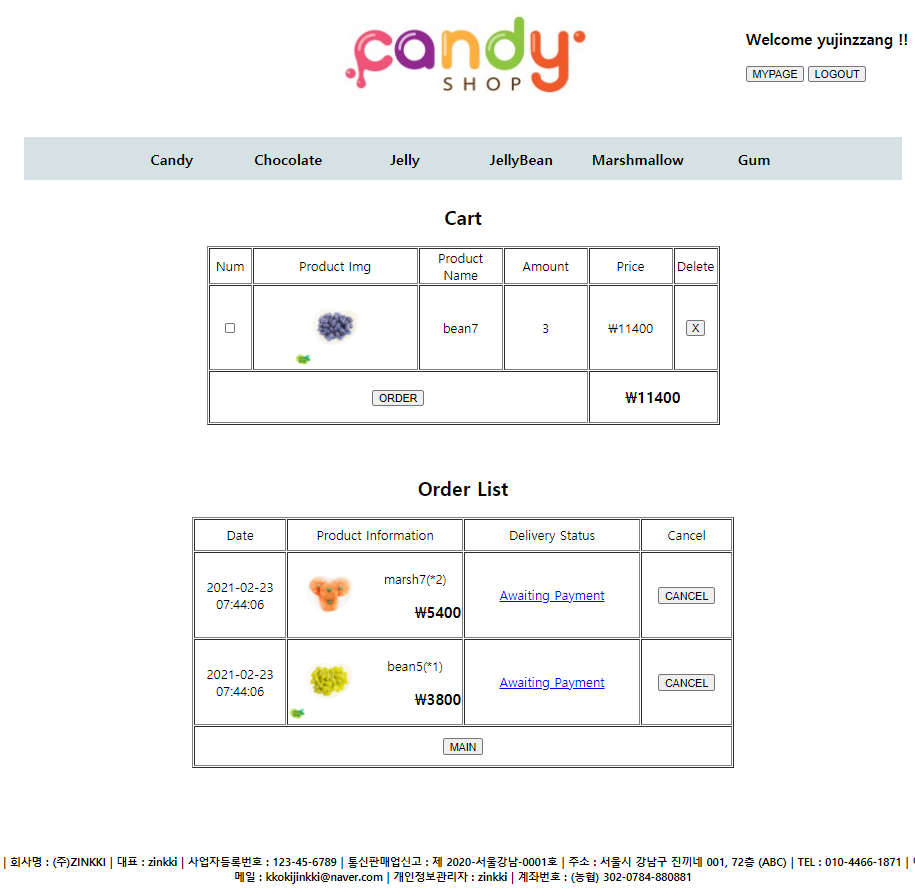 candy
SHOP
Welcome yujinzzang !!
MYPAGE LOGOUT
Candy Chocolate Jelly JellyBean Marshmallow Gum
Cart
Num Product Img Product Name Amount Price Delete
bean7 3 ₩11400 X
ORDER ₩11400
Order List
Date Product Information Delivery Status Cancel
2021-02-23 07:44:06 marsh7(*2) ₩5400 Awaiting Payment CANCEL
2021-02-23 07:44:06 bean5(*1) ₩3800 Awaiting Payment CANCEL
MAIN
| 회사명 : (주)ZINKKI | 대표 : zinkki | 사업자등록번호 : 123-45-6789 | 통신판매업신고 : 제 2020-서울강남-0001호 | 주소 : 서울시 강남구 진끼네 001, 72층 (ABC) | TEL : 010-4466-1871 |
메일 : kkokijinkki@naver.com | 개인정보관리자 : zinkki | 계좌번호 : (농협) 302-0784-880881